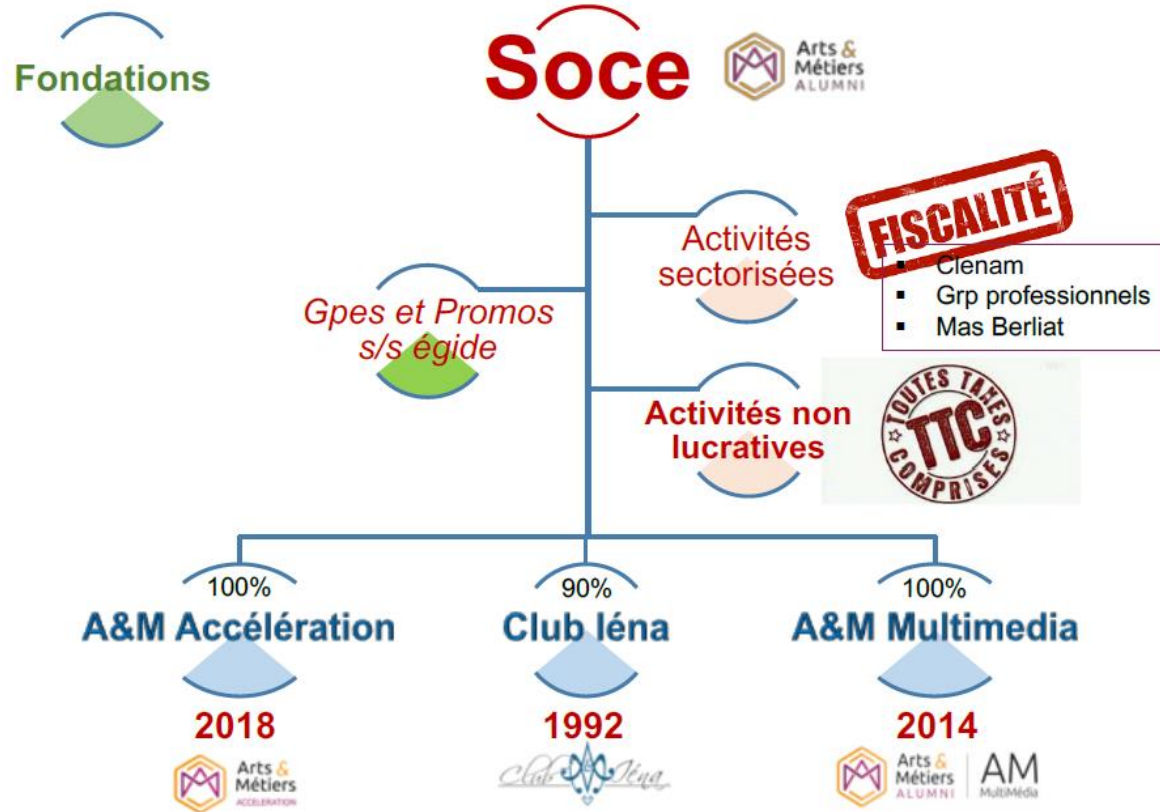 Fondations
Soce
Arts &
Métiers
ALUMNI
Activités
sectorisées
FISCALITÉ
▪ Clenam
▪ Grp professionnels
▪ Mas Berliat
Gpes et Promos
s/s égide
Activités non
lucratives
TOUTES TAXES
TTC
COMPRISES
100%
A&M Accélération
2018
Arts &
Métiers
ACCELERATION
90%
Club Iéna
1992
Club Iéna
100%
A&M Multimedia
2014
Arts &
Métiers
ALUMNI
AM
MultiMédia